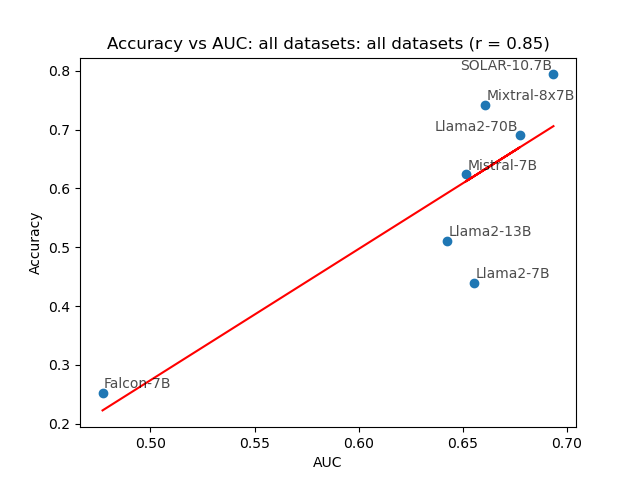 Accuracy vs AUC: all datasets: all datasets (r = 0.85)
0.8
0.7
0.6
0.5
0.4
0.3
0.2
Accuracy
SOLAR-10.7B
Mixtral-8x7B
Llama2-70B
Mistral-7B
Llama2-13B
Llama2-7B
Falcon-7B
0.50
0.55
0.60
0.65
0.70
AUC